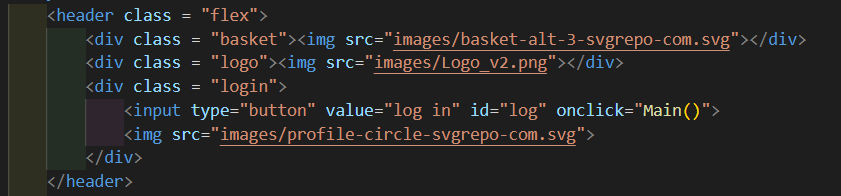 <header class = "flex">
<div class = "basket"><img src="images/basket-alt-3-svgrepo-com.svg"></div>
<div class = "logo"><img src="images/Logo_v2.png"></div>
<div class = "login">
<input type="button" value="log in" id="log" onclick="Main()">
<img src="images/profile-circle-svgrepo-com.svg">
</div>
</header>